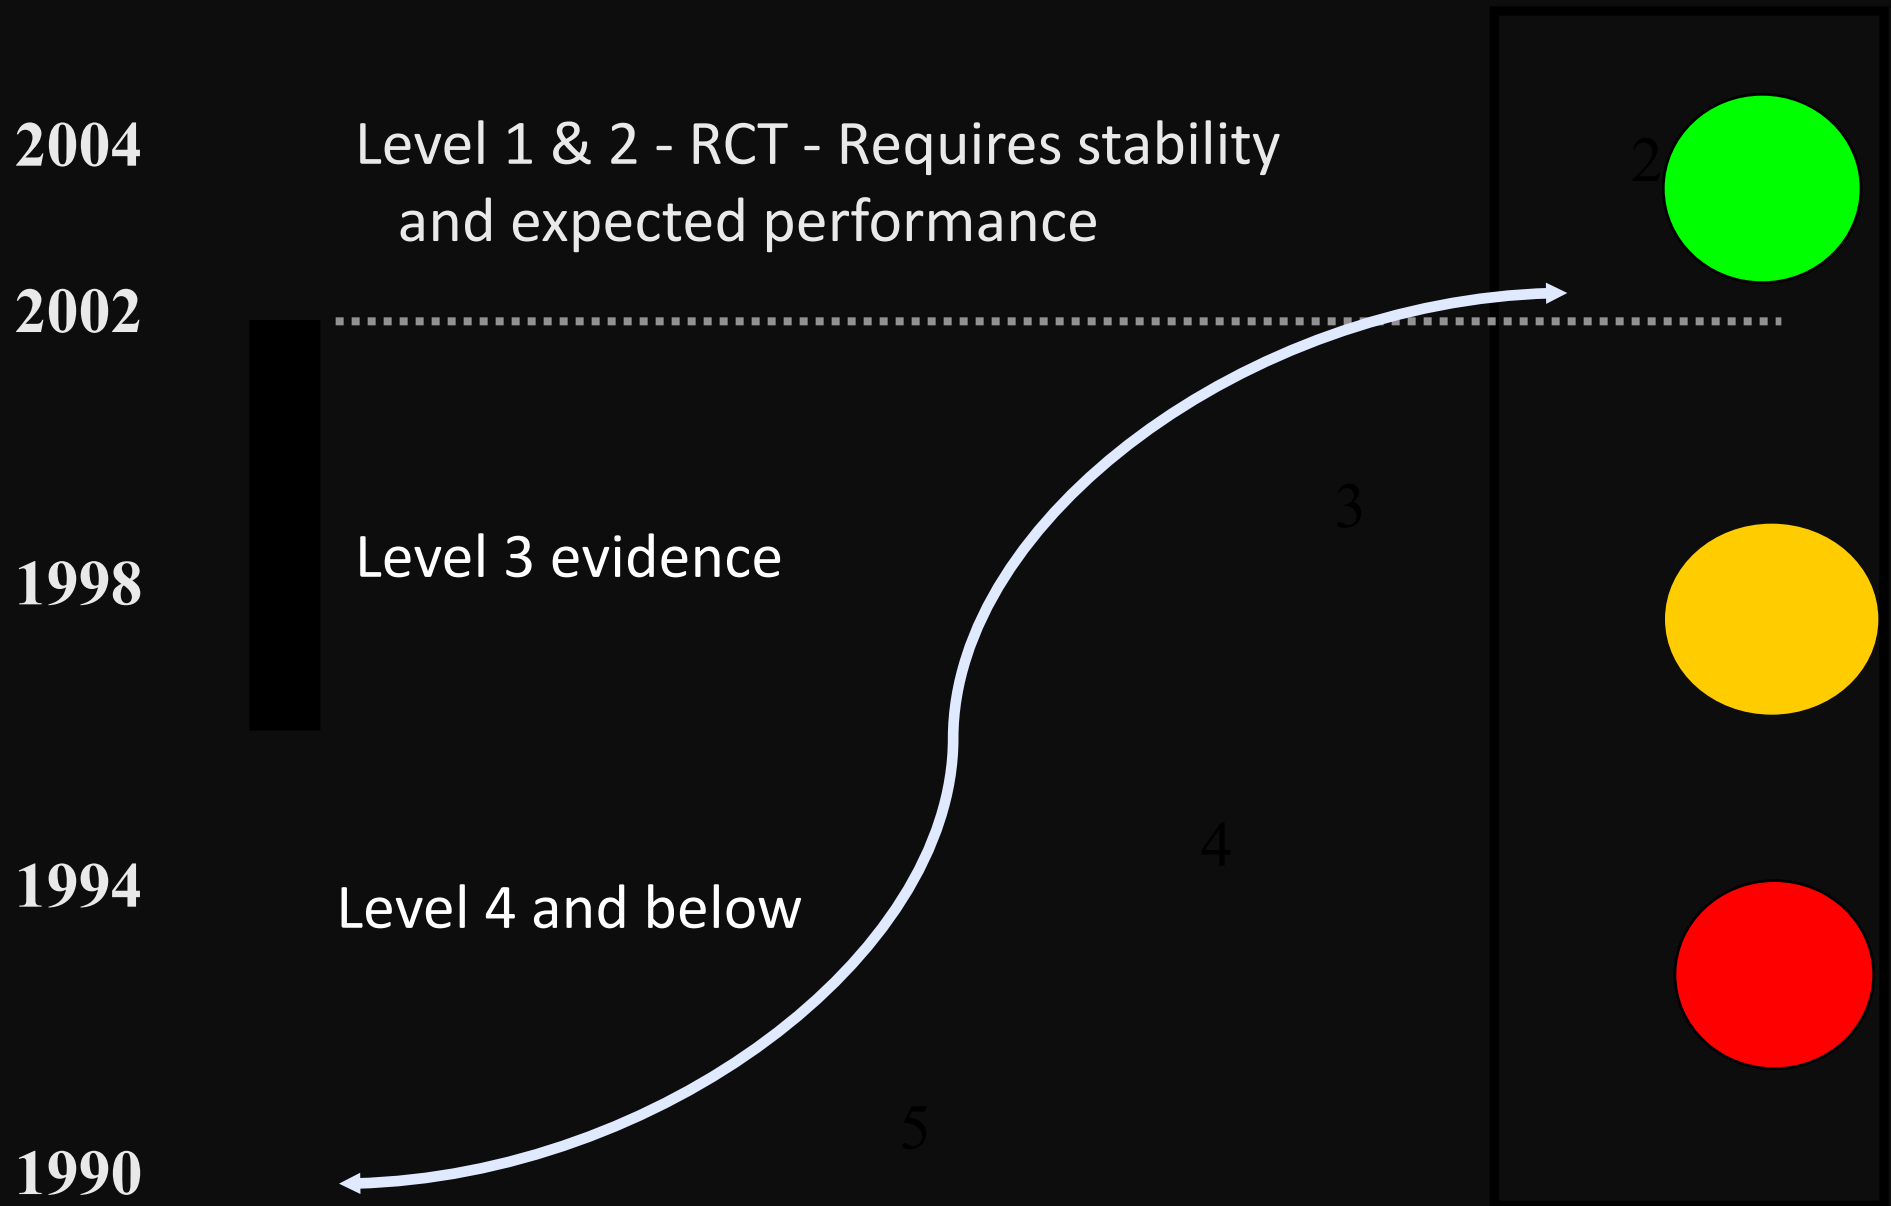 2004
Level 1 & 2 - RCT - Requires stability
and expected performance
2
2002
3
Level 3 evidence
1998
4
1994
Level 4 and below
5
1990